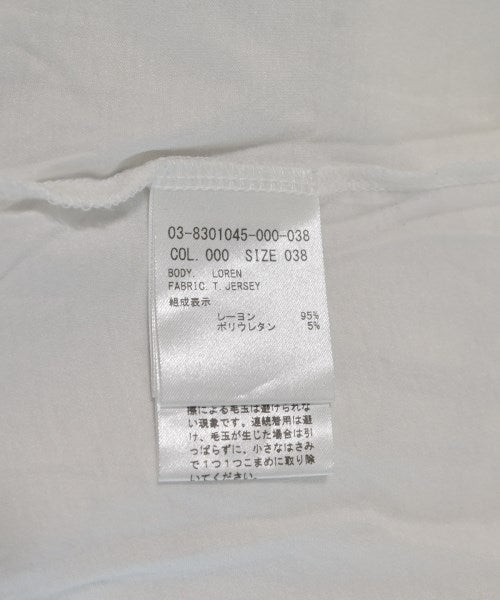 03-8301045-000-038
COL. 000 SIZE 038
BODY. LOREN
FABRIC. T. JERSEY
組成表示
レーヨン 95%
ポリウレタン 5%
擦による毛玉は避けられな
い現象です。連続着用は避
け、毛玉が生じた場合は引
っぱらずに、小さなはさみ
で1つ1つこまめに取り除
いてください。